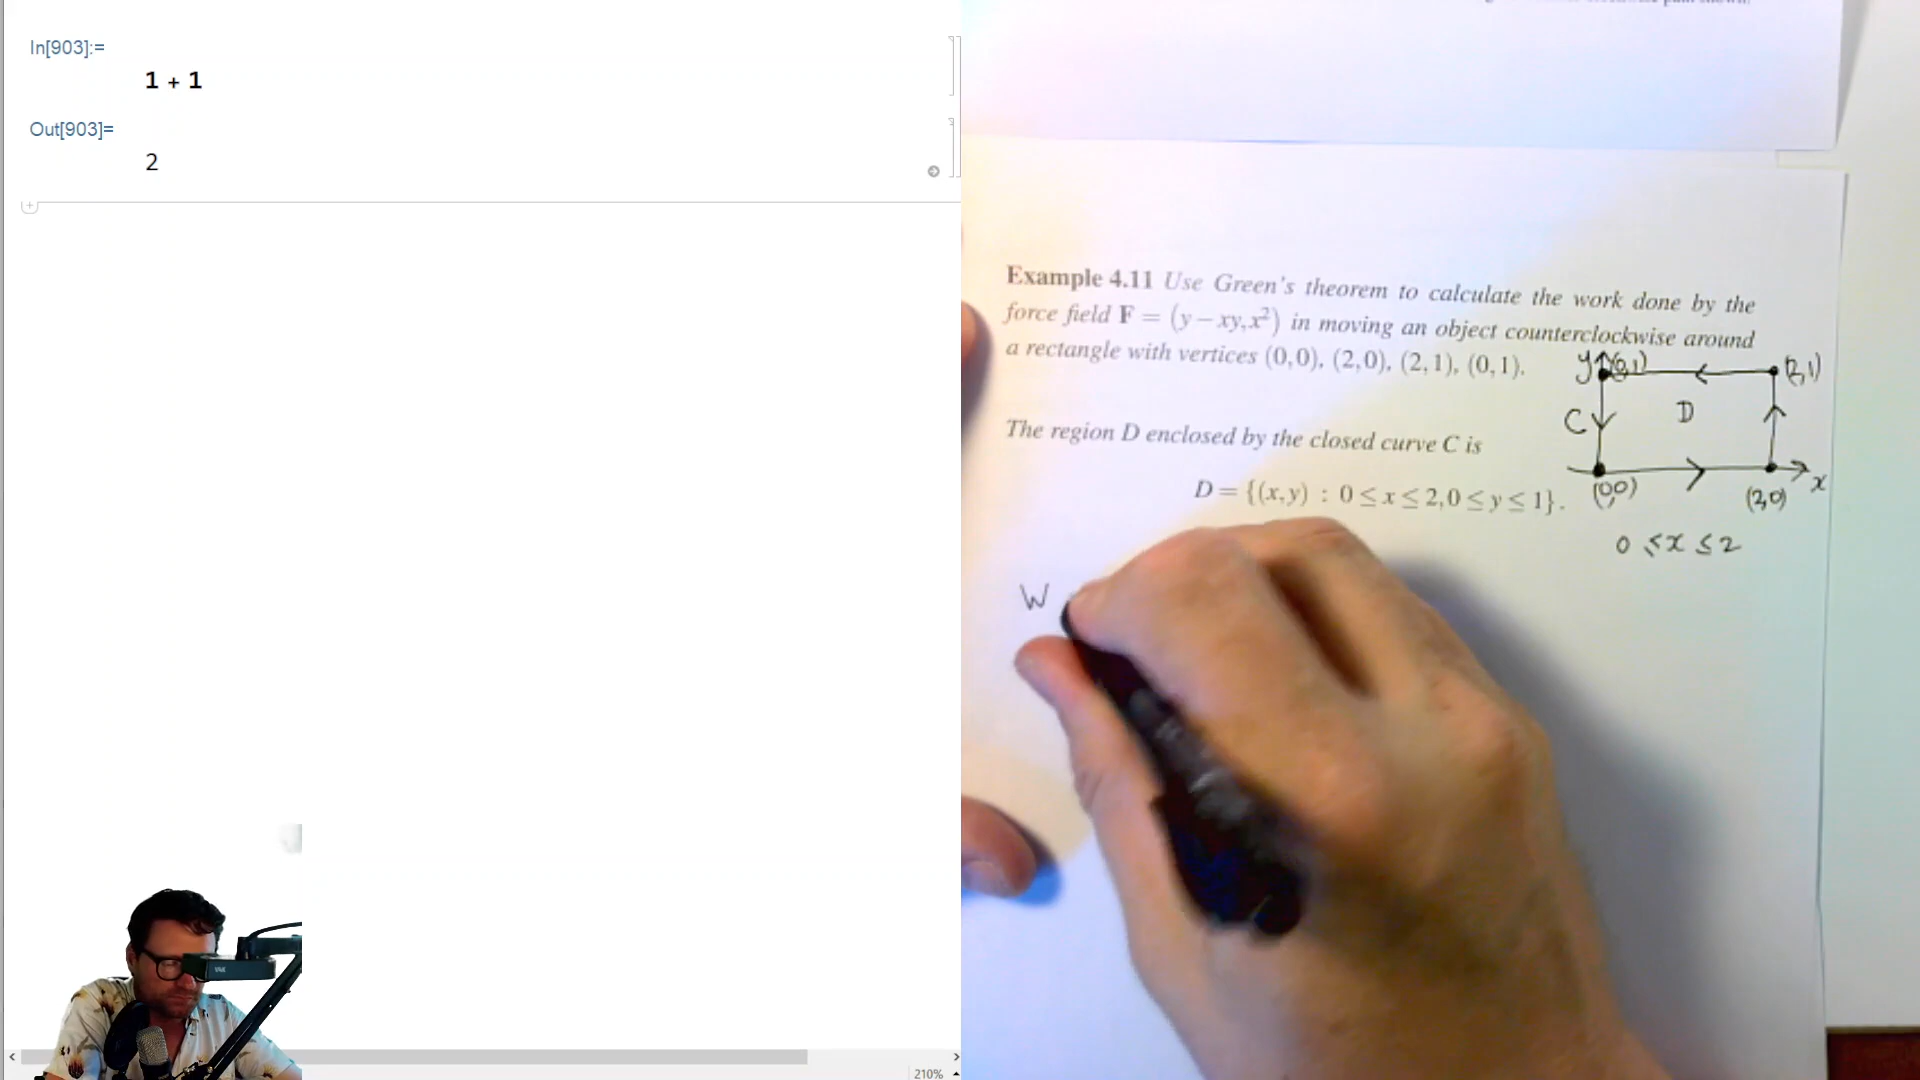 In[903]:=
1 + 1
Out[903]=
2
210%
Example 4.11 Use Green's theorem to calculate the work done by the
force field F = (y − xy, x²) in moving an object counterclockwise around
a rectangle with vertices (0,0), (2,0), (2,1), (0,1).
y (0,1) (2,1)
C D
The region D enclosed by the closed curve C is
x
D = {(x,y) : 0 ≤ x ≤ 2, 0 ≤ y ≤ 1}.
(0,0) (2,0)
0 ≤ x ≤ 2
W